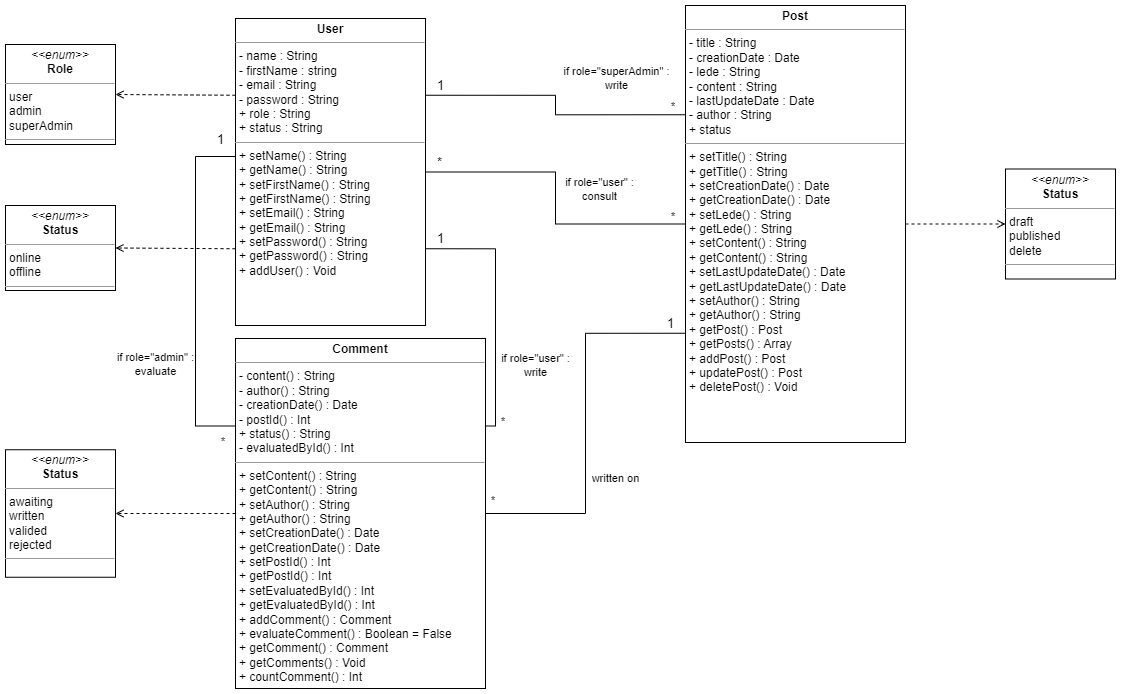 <<enum>>
Role
user
admin
superAdmin
<<enum>>
Status
online
offline
User
- name : String
- firstName : string
- email : String
- password : String
+ role : String
+ status : String
+ setName() : String
+ getName() : String
+ setFirstName() : String
+ getFirstName() : String
+ setEmail() : String
+ getEmail() : String
+ setPassword() : String
+ getPassword() : String
+ addUser() : Void
1
if role="superAdmin" :
write
*
*
if role="user" :
consult
*
1
if role="user" :
write
*
1
if role="admin" :
evaluate
*
Post
- title : String
- creationDate : Date
- lede : String
- content : String
- lastUpdateDate : Date
- author : String
+ status
+ setTitle() : String
+ getTitle() : String
+ setCreationDate() : Date
+ getCreationDate() : Date
+ setLede() : String
+ getLede() : String
+ setContent() : String
+ getContent() : String
+ setLastUpdateDate() : Date
+ getLastUpdateDate() : Date
+ setAuthor() : String
+ getAuthor() : String
+ getPost() : Post
+ getPosts() : Array
+ addPost() : Post
+ updatePost() : Post
+ deletePost() : Void
<<enum>>
Status
draft
published
delete
1
written on
*
Comment
- content() : String
- author() : String
- creationDate() : Date
- postId() : Int
+ status() : String
- evaluatedById() : Int
+ setContent() : String
+ getContent() : String
+ setAuthor() : String
+ getAuthor() : String
+ setCreationDate() : Date
+ getCreationDate() : Date
+ setPostId() : Int
+ getPostId() : Int
+ setEvaluatedById() : Int
+ getEvaluatedById() : Int
+ addComment() : Comment
+ evaluateComment() : Boolean = False
+ getComment() : Comment
+ getComments() : Void
+ countComment() : Int
<<enum>>
Status
awaiting
written
valided
rejected